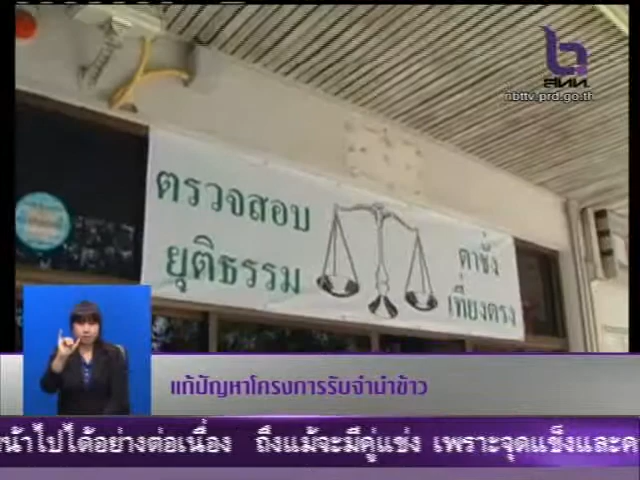 สทท.
nbttv.prd.go.th
ตรวจสอบ
ยุติธรรม
ตาชั่ง
เที่ยงตรง
แก้ปัญหาโครงการรับจำนำข้าว
น้าไปได้อย่างต่อเนื่อง ถึงแม้จะมีคู่แข่ง เพราะจุดแข็งและค